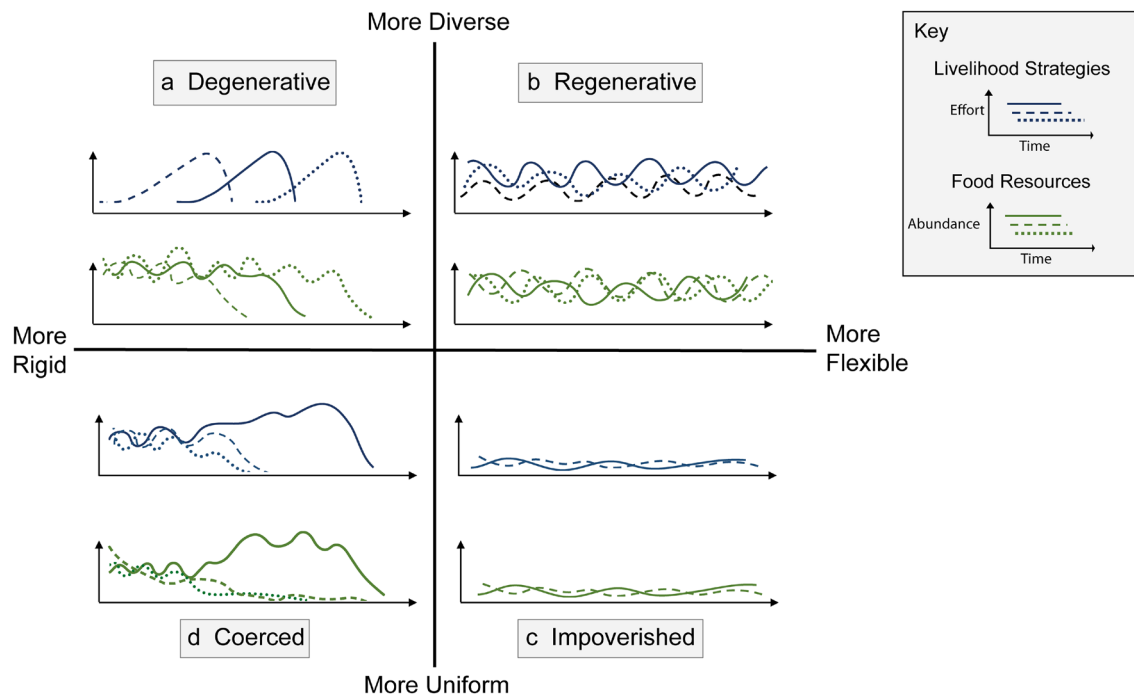 More Diverse
a Degenerative
b Regenerative
More
Rigid
More
Flexible
d Coerced
c Impoverished
More Uniform
Key
Livelihood Strategies
Effort
Time
Food Resources
Abundance
Time